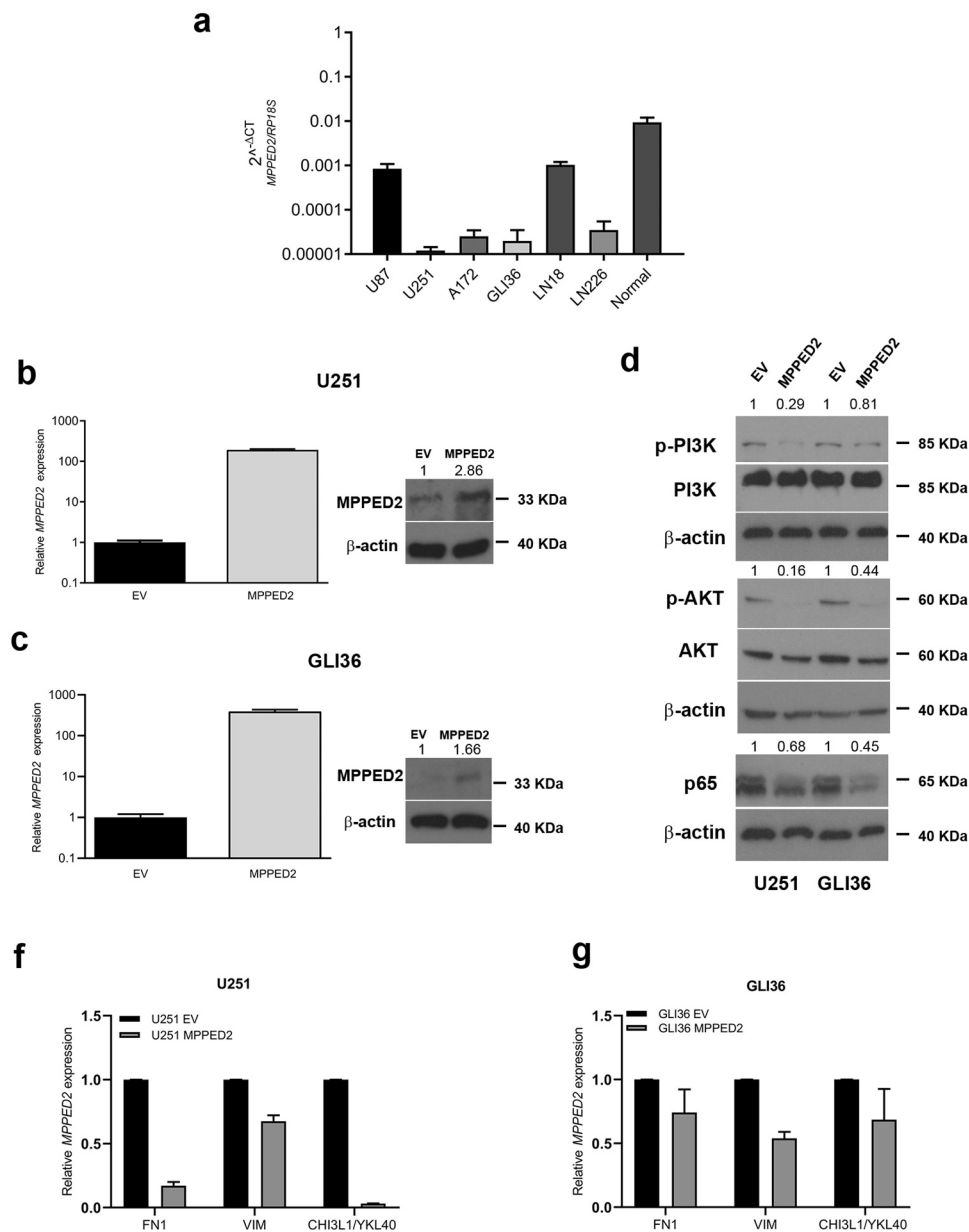 a
2^-ΔCT
MPPED2/RP18S
1
0.1
0.01
0.001
0.0001
0.00001
U87
U251
A172
GLI36
LN18
LN226
Normal
b
U251
Relative MPPED2 expression
1000
100
10
1
0.1
EV
MPPED2
EV MPPED2
1 2.86
MPPED2
33 KDa
β-actin
40 KDa
c
GLI36
Relative MPPED2 expression
1000
100
10
1
0.1
EV
MPPED2
EV MPPED2
1 1.66
MPPED2
33 KDa
β-actin
40 KDa
d
EV MPPED2 EV MPPED2
1 0.29 1 0.81
p-PI3K
85 KDa
PI3K
85 KDa
β-actin
40 KDa
1 0.16 1 0.44
p-AKT
60 KDa
AKT
60 KDa
β-actin
40 KDa
1 0.68 1 0.45
p65
65 KDa
β-actin
40 KDa
U251 GLI36
f
U251
Relative MPPED2 expression
1.5
1.0
0.5
0.0
U251 EV
U251 MPPED2
FN1
VIM
CHI3L1/YKL40
g
GLI36
Relative MPPED2 expression
1.5
1.0
0.5
0.0
GLI36 EV
GLI36 MPPED2
FN1
VIM
CHI3L1/YKL40